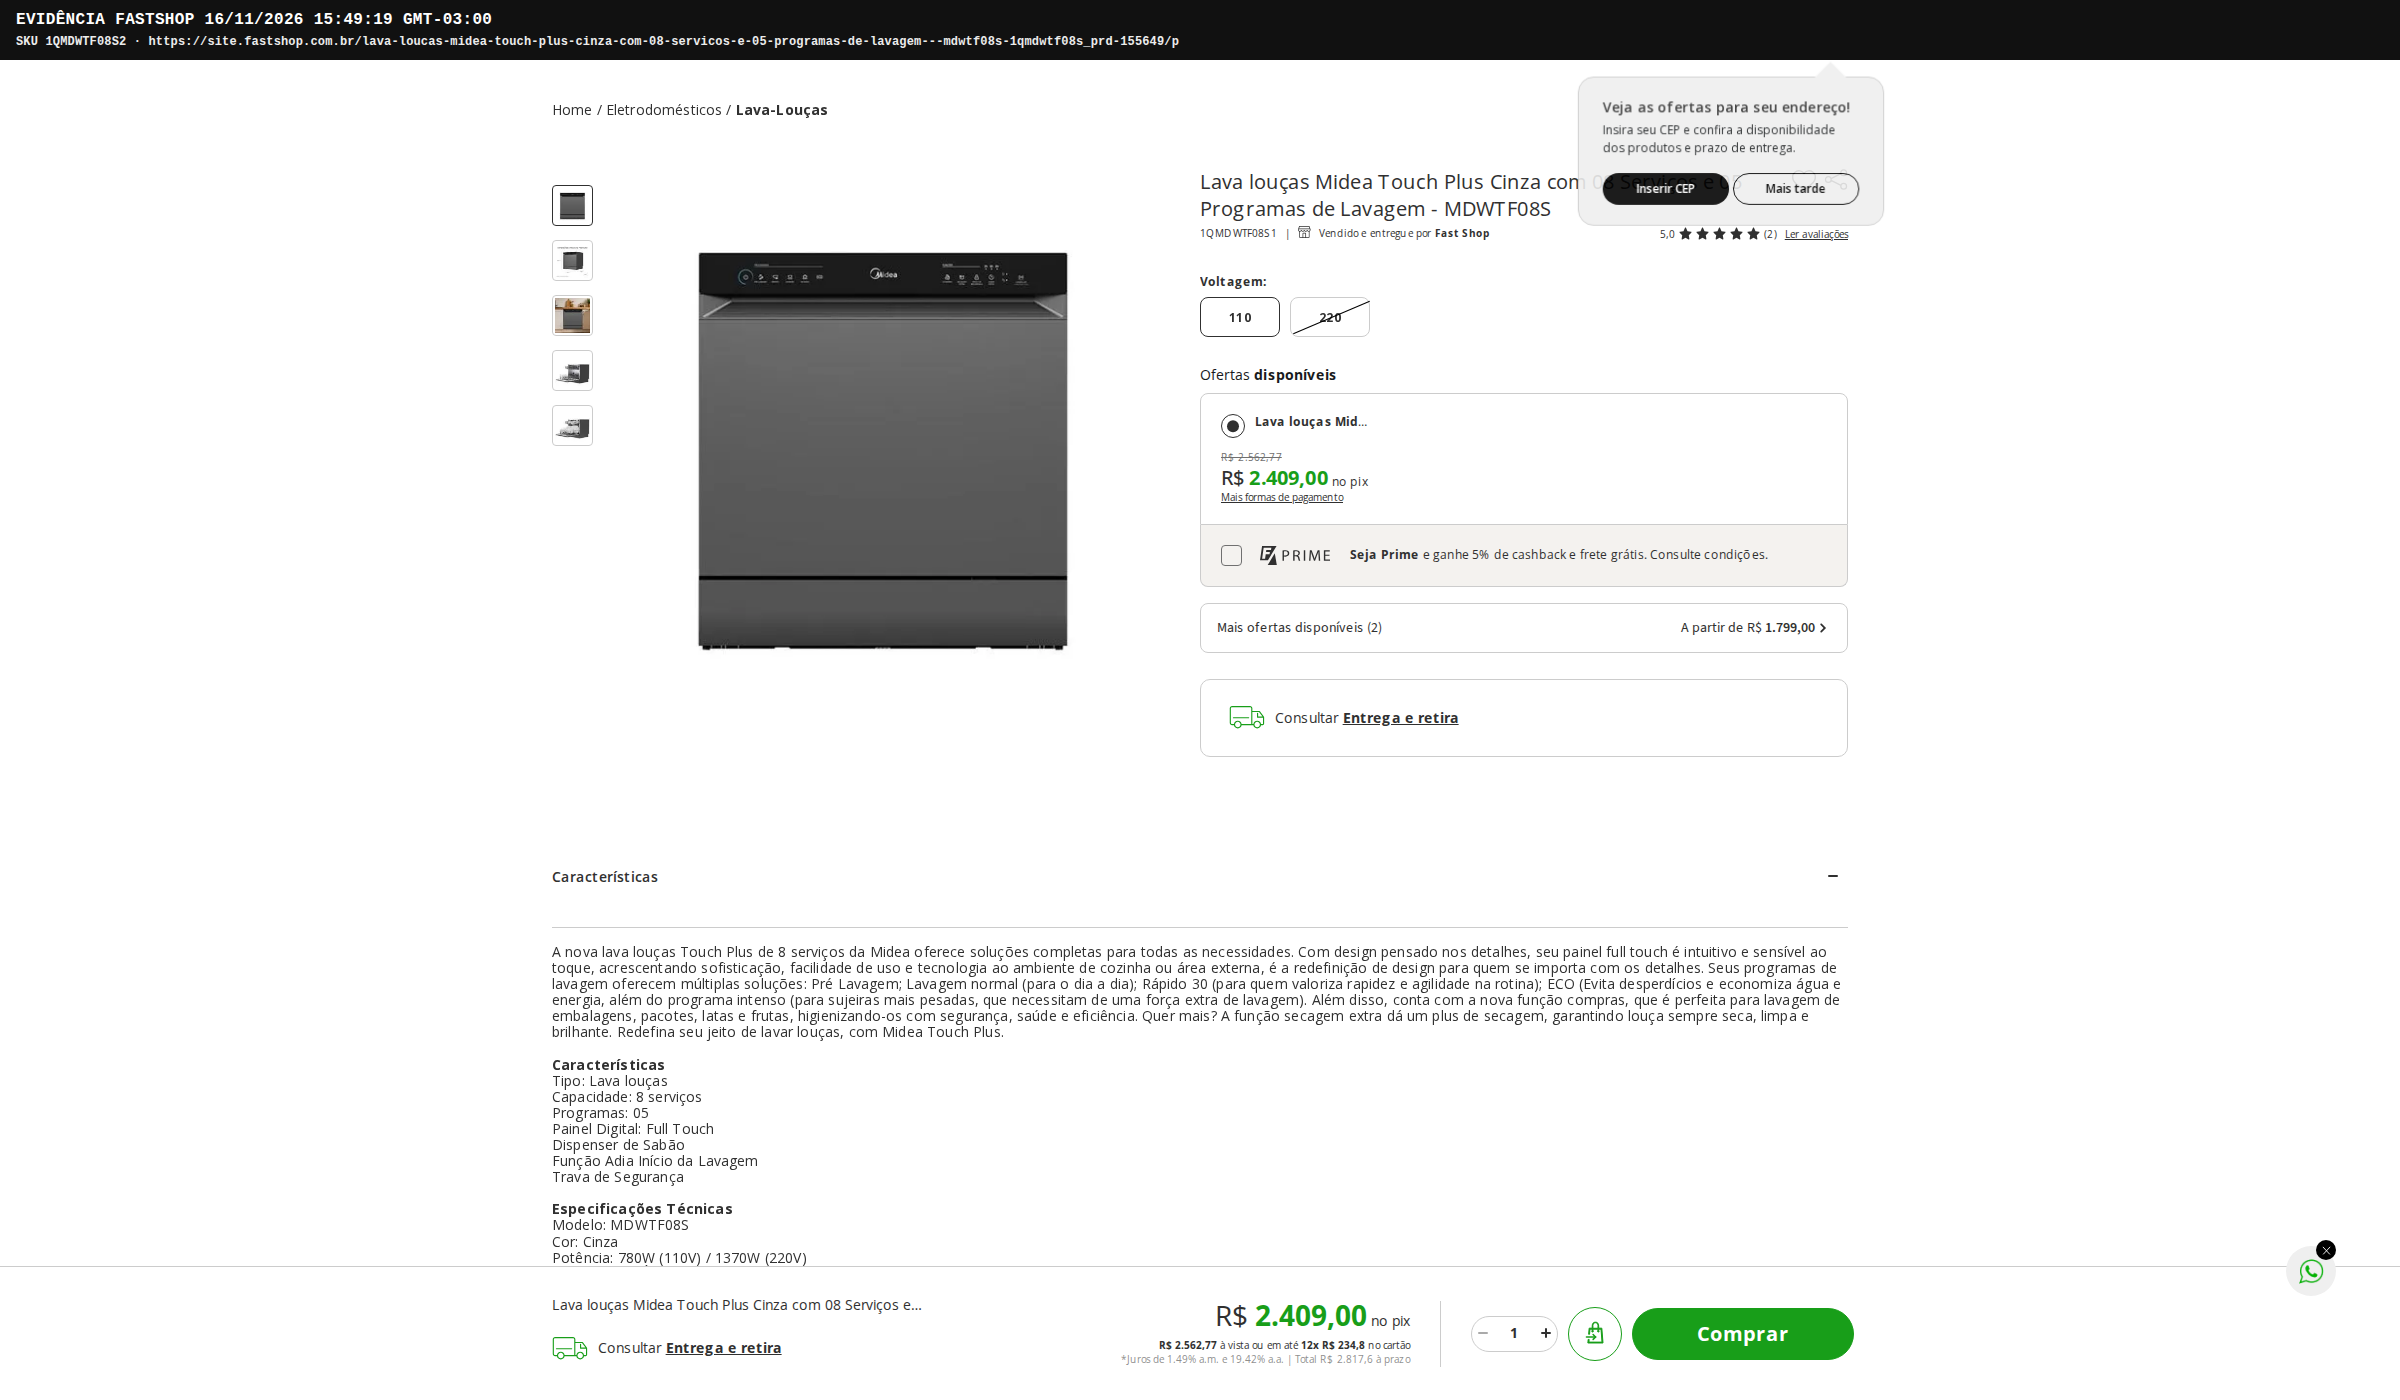 EVIDÊNCIA FASTSHOP 16/11/2026 15:49:19 GMT-03:00
SKU 1QMDWTF08S2 · https://site.fastshop.com.br/lava-loucas-midea-touch-plus-cinza-com-08-servicos-e-05-programas-de-lavagem---mdwtf08s-1qmdwtf08s_prd-155649/p
Home / Eletrodomésticos / Lava-Louças
Veja as ofertas para seu endereço!
Insira seu CEP e confira a disponibilidade
dos produtos e prazo de entrega.
Inserir CEP
Mais tarde
Lava louças Midea Touch Plus Cinza com 08 Serviços e 05
Programas de Lavagem - MDWTF08S
1QMDWTF08S1 | Vendido e entregue por Fast Shop
5,0 (2) Ler avaliações
Midea
Voltagem:
110
220
Ofertas disponíveis
Lava louças Mid...
R$ 2.562,77
R$ 2.409,00 no pix
Mais formas de pagamento
PRIME Seja Prime e ganhe 5% de cashback e frete grátis. Consulte condições.
Mais ofertas disponíveis (2)
A partir de R$ 1.799,00
Consultar Entrega e retira
Características
A nova lava louças Touch Plus de 8 serviços da Midea oferece soluções completas para todas as necessidades. Com design pensado nos detalhes, seu painel full touch é intuitivo e sensível ao
toque, acrescentando sofisticação, facilidade de uso e tecnologia ao ambiente de cozinha ou área externa, é a redefinição de design para quem se importa com os detalhes. Seus programas de
lavagem oferecem múltiplas soluções: Pré Lavagem; Lavagem normal (para o dia a dia); Rápido 30 (para quem valoriza rapidez e agilidade na rotina); ECO (Evita desperdícios e economiza água e
energia, além do programa intenso (para sujeiras mais pesadas, que necessitam de uma força extra de lavagem). Além disso, conta com a nova função compras, que é perfeita para lavagem de
embalagens, pacotes, latas e frutas, higienizando-os com segurança, saúde e eficiência. Quer mais? A função secagem extra dá um plus de secagem, garantindo louça sempre seca, limpa e
brilhante. Redefina seu jeito de lavar louças, com Midea Touch Plus.
Características
Tipo: Lava louças
Capacidade: 8 serviços
Programas: 05
Painel Digital: Full Touch
Dispenser de Sabão
Função Adia Início da Lavagem
Trava de Segurança
Especificações Técnicas
Modelo: MDWTF08S
Cor: Cinza
Potência: 780W (110V) / 1370W (220V)
Lava louças Midea Touch Plus Cinza com 08 Serviços e...
Consultar Entrega e retira
R$ 2.409,00 no pix
R$ 2.562,77 à vista ou em até 12x R$ 234,8 no cartão
*Juros de 1.49% a.m. e 19.42% a.a. | Total R$ 2.817,6 à prazo
1
Comprar